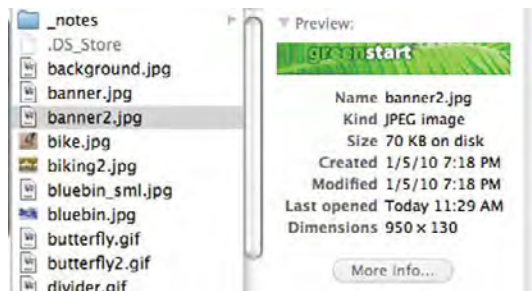 _notes
.DS_Store
background.jpg
banner.jpg
banner2.jpg
bike.jpg
biking2.jpg
bluebin_sml.jpg
bluebin.jpg
butterfly.gif
butterfly2.gif
divider.gif
Preview:
greenstart
Name banner2.jpg
Kind JPEG image
Size 70 KB on disk
Created 1/5/10 7:18 PM
Modified 1/5/10 7:18 PM
Last opened Today 11:29 AM
Dimensions 950 x 130
More info...